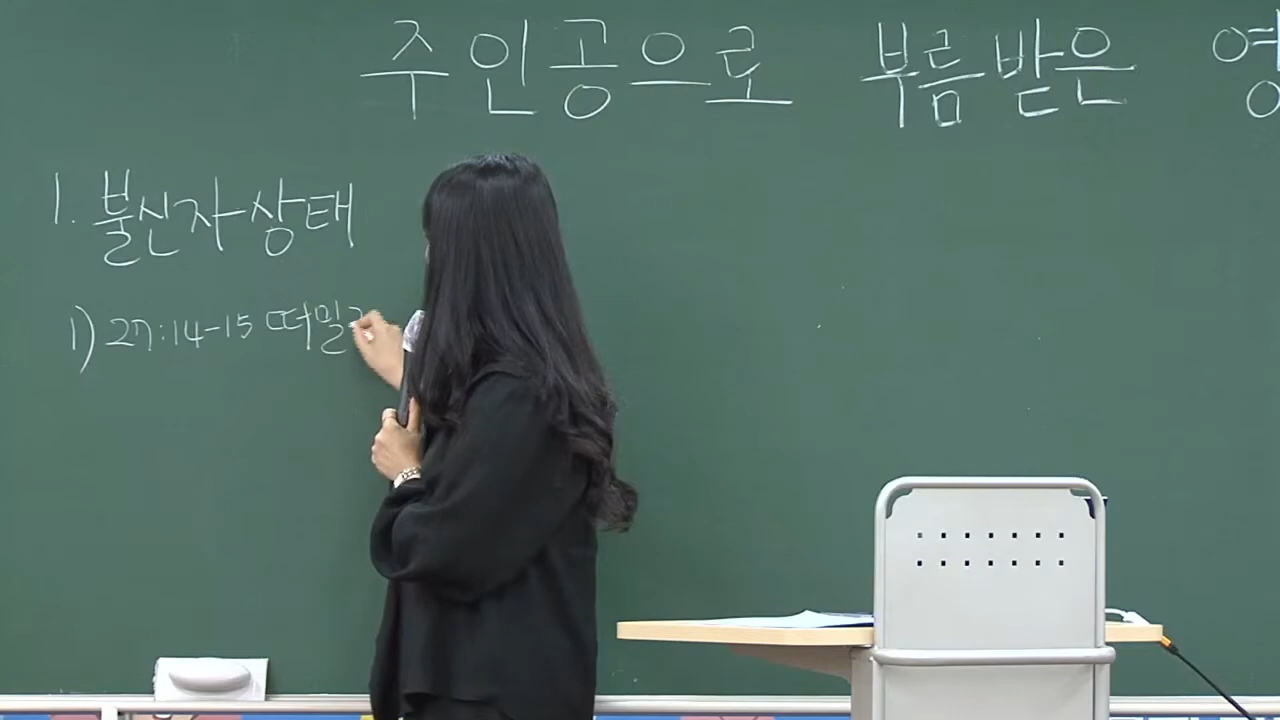 주인공으로 부름받은 영
1. 불신자상태
1) 27:14-15 떠밀